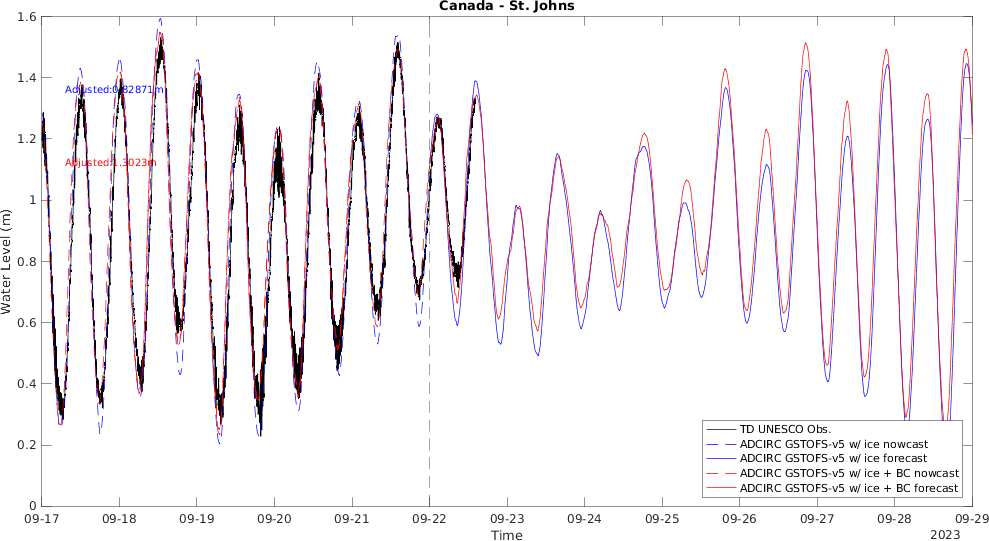 Canada - St. Johns
1.6
1.4
1.2
1
0.8
0.6
0.4
0.2
0
Water Level (m)
Adjusted:0.82871m
Adjusted:1.3023m
TD UNESCO Obs.
ADCIRC GSTOFS-v5 w/ ice nowcast
ADCIRC GSTOFS-v5 w/ ice forecast
ADCIRC GSTOFS-v5 w/ ice + BC nowcast
ADCIRC GSTOFS-v5 w/ ice + BC forecast
09-17 09-18 09-19 09-20 09-21 09-22 09-23 09-24 09-25 09-26 09-27 09-28 09-29
Time
2023